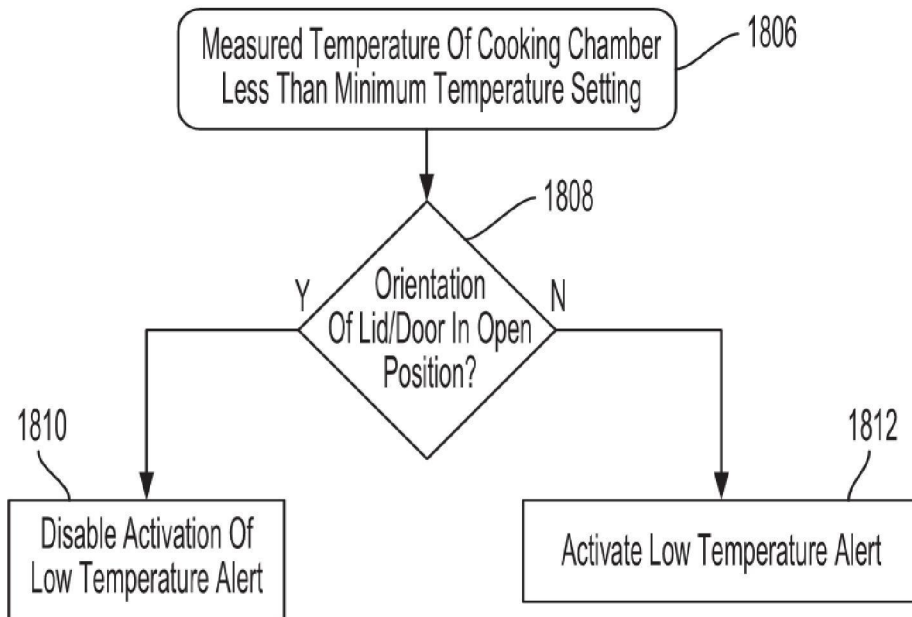 Measured Temperature Of Cooking Chamber
Less Than Minimum Temperature Setting
1806
1808
Orientation
Of Lid/Door In Open
Position?
Y
N
1810
Disable Activation Of
Low Temperature Alert
1812
Activate Low Temperature Alert